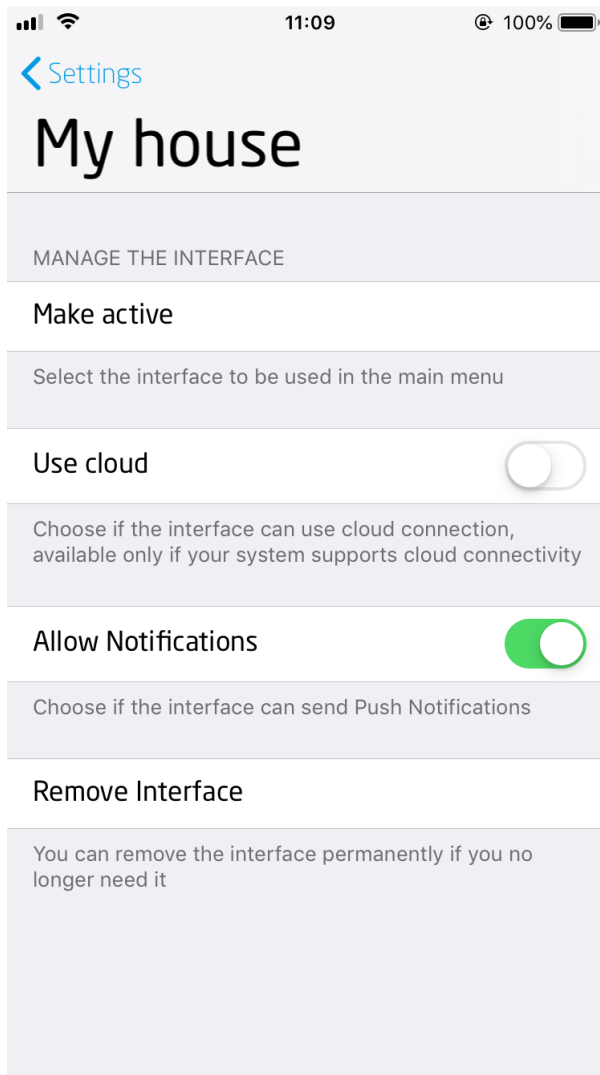 11:09 100%
Settings
My house
MANAGE THE INTERFACE
Make active
Select the interface to be used in the main menu
Use cloud
Choose if the interface can use cloud connection,
available only if your system supports cloud connectivity
Allow Notifications
Choose if the interface can send Push Notifications
Remove Interface
You can remove the interface permanently if you no
longer need it